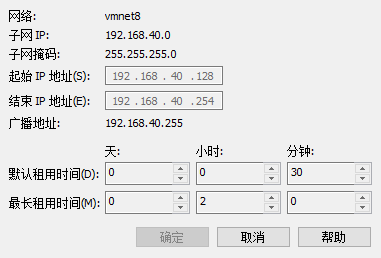 网络: vmnet8
子网 IP: 192.168.40.0
子网掩码: 255.255.255.0
起始 IP 地址(S): 192 . 168 . 40 . 128
结束 IP 地址(E): 192 . 168 . 40 . 254
广播地址: 192.168.40.255
天: 小时: 分钟:
默认租用时间(D): 0 0 30
最长租用时间(M): 0 2 0
确定 取消 帮助